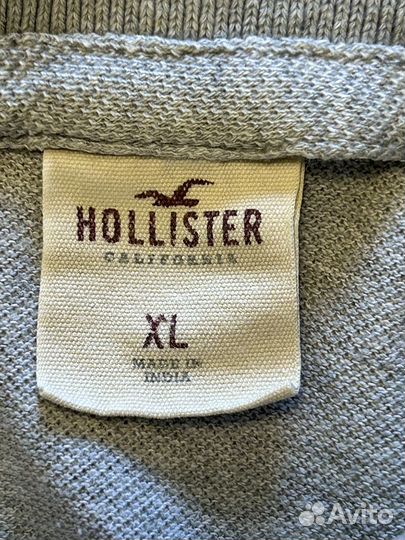 HOLLISTER
CALIFORNIA
XL
MADE IN
INDIA
Avito